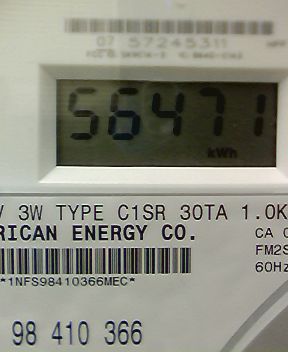 07 57245311
56471
kWh
V 3W TYPE C1SR 30TA 1.0K
RICAN ENERGY CO.
CA 0
FM2S
60Hz
*1NFS98410366MEC*
98 410 366